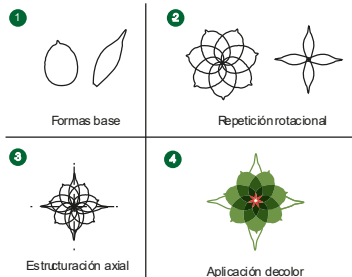 1
2
Formas base
Repetición rotacional
3
4
Estructuración axial
Aplicación decolor